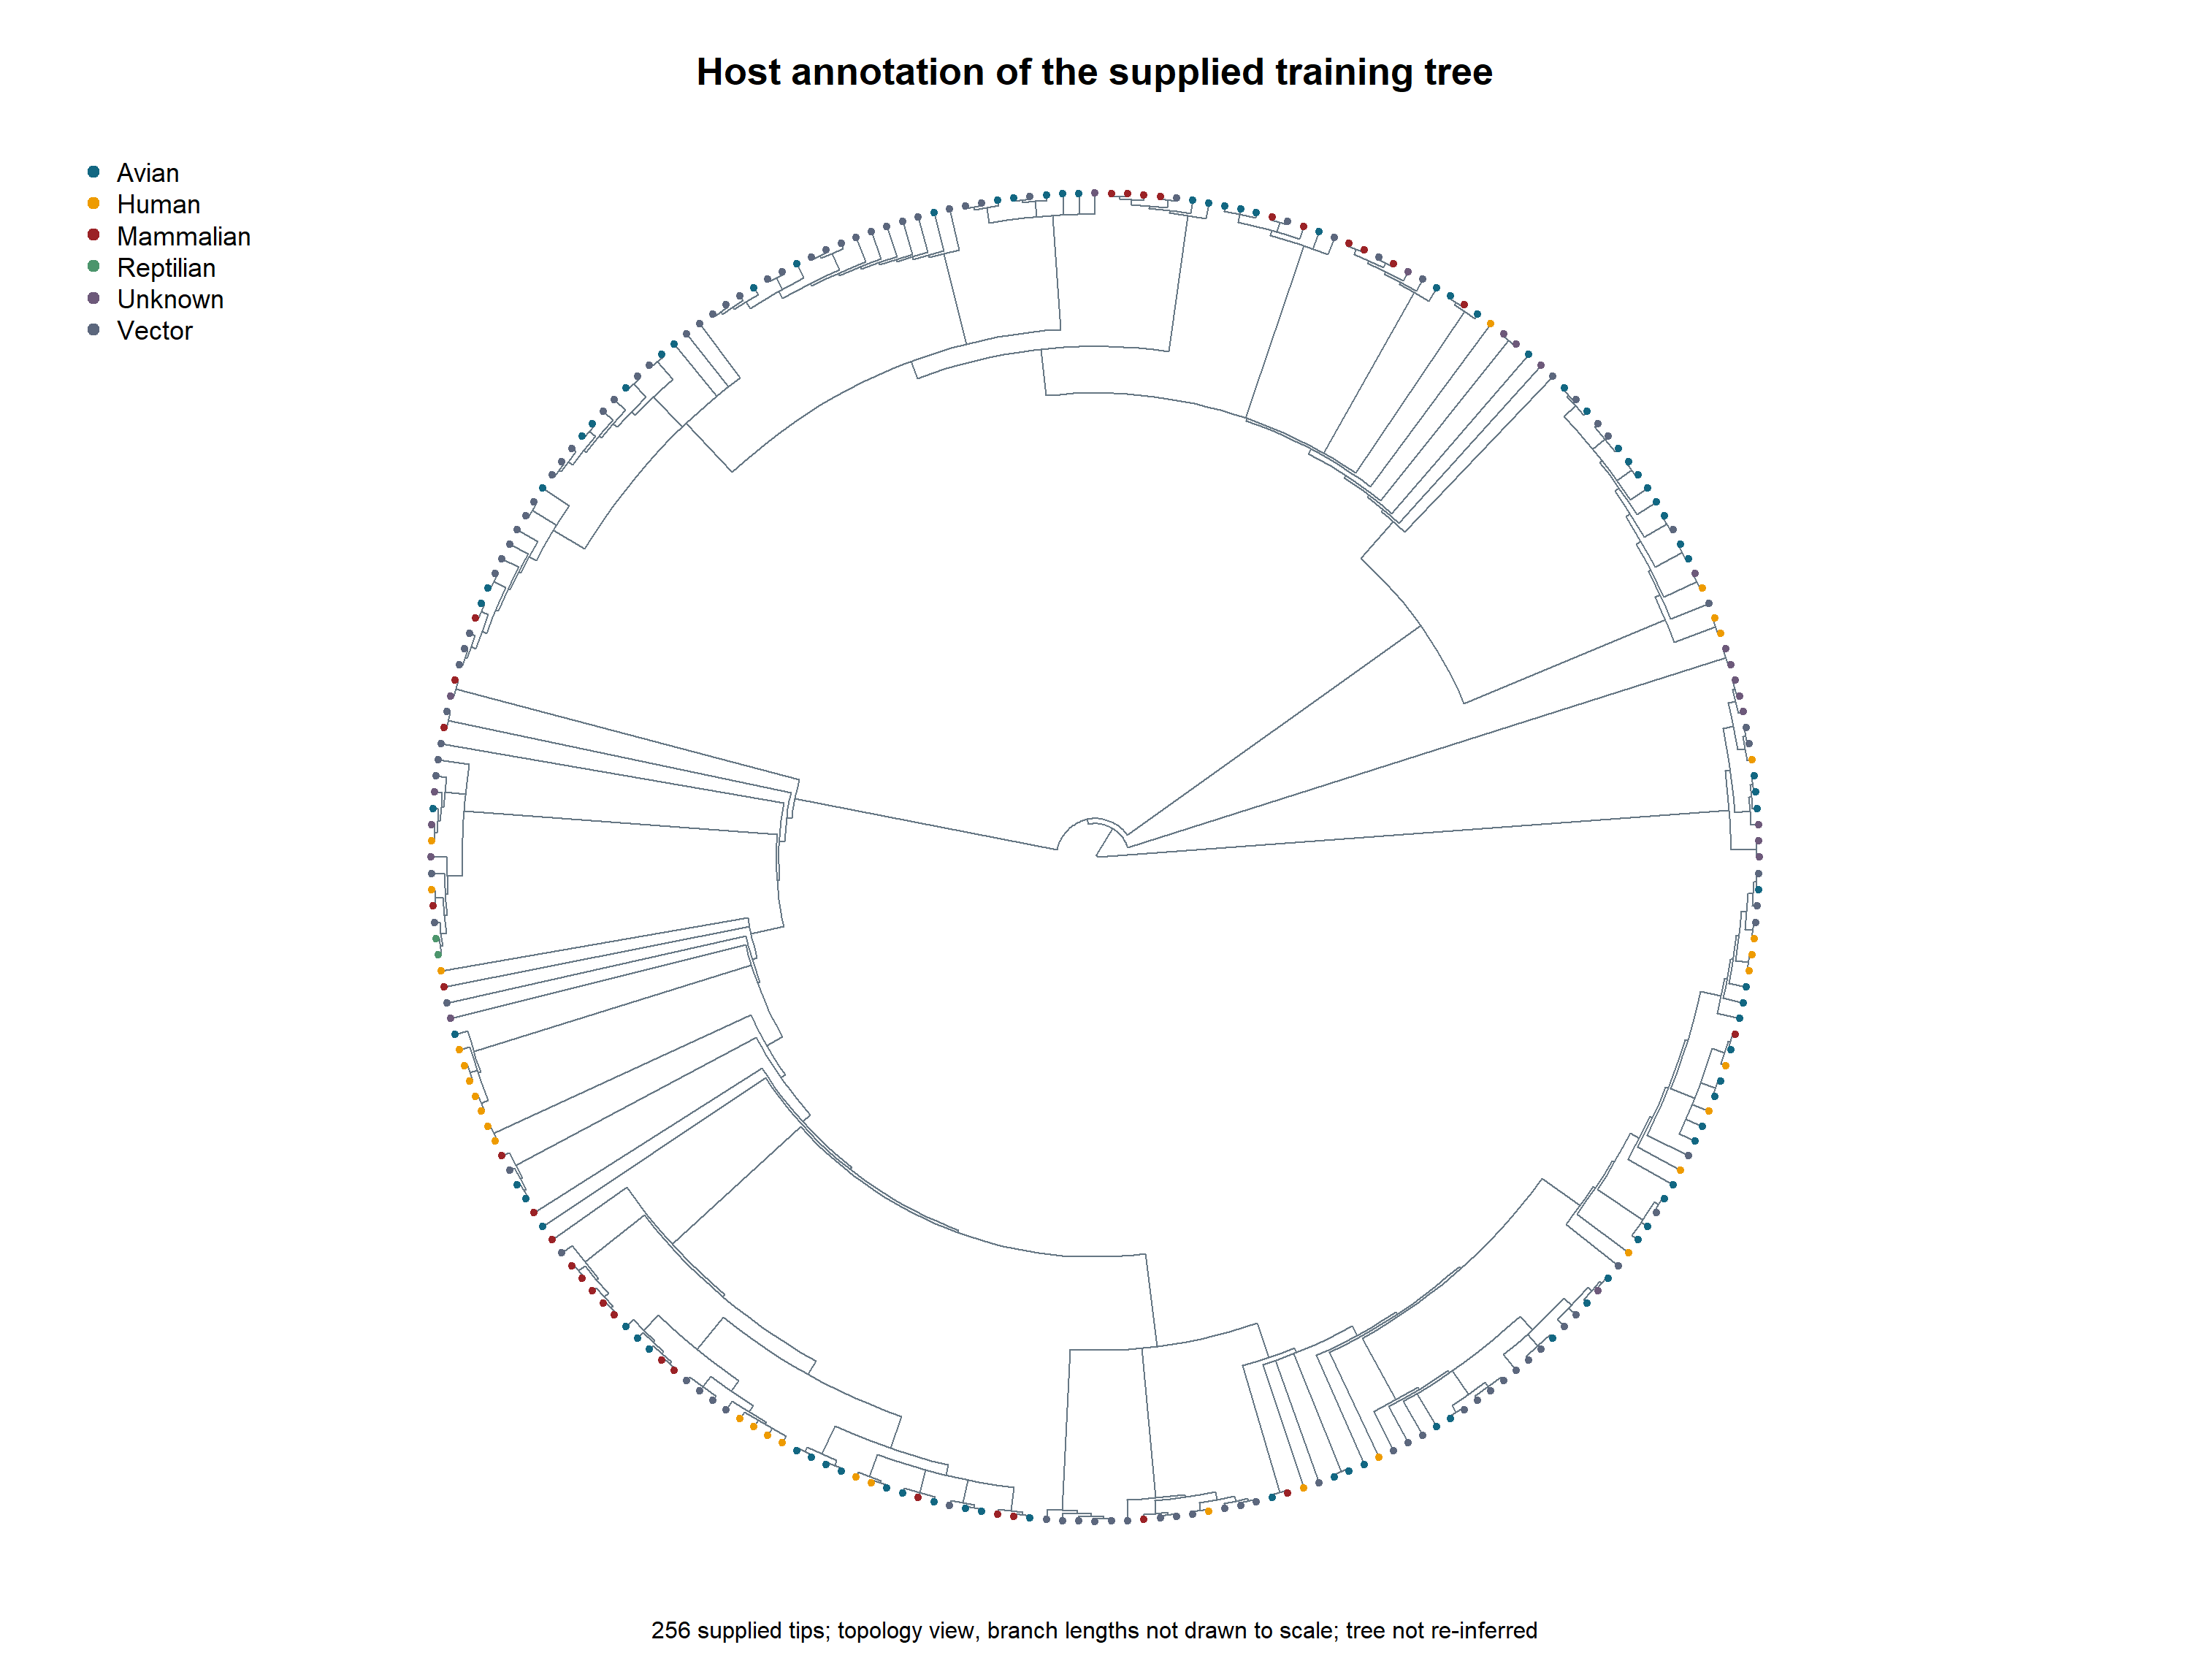 Host annotation of the supplied training tree
Avian
Human
Mammalian
Reptilian
Unknown
Vector
256 supplied tips; topology view, branch lengths not drawn to scale; tree not re-inferred